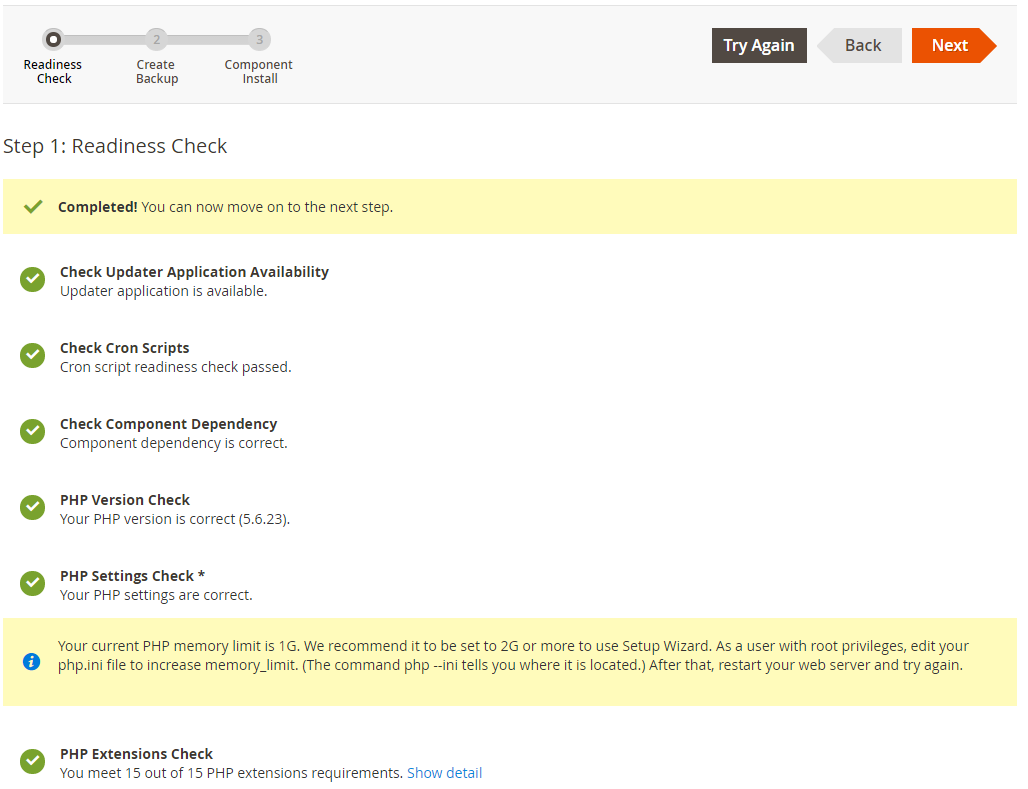 2
3
Readiness Check
Create Backup
Component Install
Try Again
Back
Next
Step 1: Readiness Check
Completed! You can now move on to the next step.
Check Updater Application Availability
Updater application is available.
Check Cron Scripts
Cron script readiness check passed.
Check Component Dependency
Component dependency is correct.
PHP Version Check
Your PHP version is correct (5.6.23).
PHP Settings Check *
Your PHP settings are correct.
Your current PHP memory limit is 1G. We recommend it to be set to 2G or more to use Setup Wizard. As a user with root privileges, edit your
php.ini file to increase memory_limit. (The command php --ini tells you where it is located.) After that, restart your web server and try again.
PHP Extensions Check
You meet 15 out of 15 PHP extensions requirements. Show detail